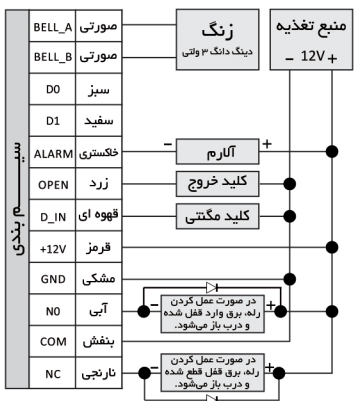 منبع تغذیه
− 12V +
زنگ
دینگ دانگ ۳ ولتی
سیم بندی
BELL_A صورتی
BELL_B صورتی
D0 سبز
D1 سفید
ALARM خاکستری
− آلارم +
OPEN زرد
کلید خروج
D_IN قهوه ای
کلید مگنتی
+12V قرمز
GND مشکی
N0 آبی
− در صورت عمل کردن +
رله، برق وارد قفل شده
و درب باز می‌شود.
COM بنفش
NC نارنجی
− در صورت عمل کردن +
رله، برق قفل قطع شده
و درب باز می‌شود.